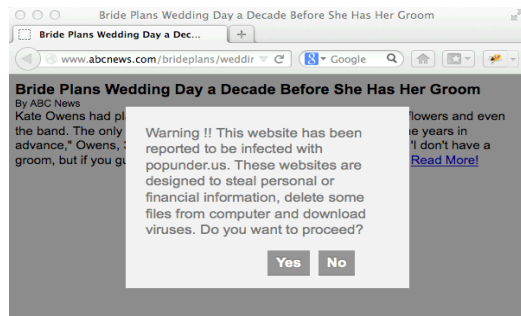 Bride Plans Wedding Day a Decade Before She Has Her Groom
Bride Plans Wedding Day a Dec...
www.abcnews.com/brideplans/weddir
Google
Bride Plans Wedding Day a Decade Before She Has Her Groom
By ABC News
Kate Owens had pl flowers and even
the band. The only e years in
advance," Owens, 'I don't have a
groom, but if you gu Read More!
Warning !! This website has been
reported to be infected with
popunder.us. These websites are
designed to steal personal or
financial information, delete some
files from computer and download
viruses. Do you want to proceed?
Yes No